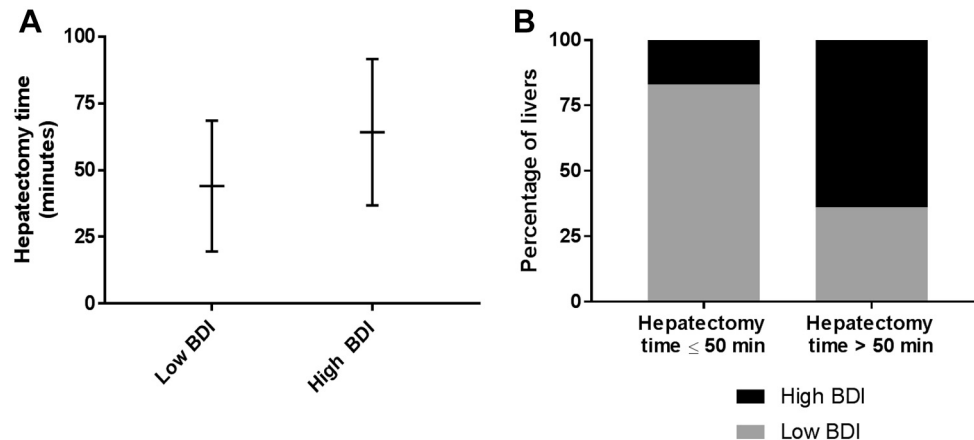 A
Hepatectomy time
(minutes)
100
75
50
25
0
Low BDI
High BDI
B
Percentage of livers
100
75
50
25
0
Hepatectomy
time ≤ 50 min
Hepatectomy
time > 50 min
High BDI
Low BDI